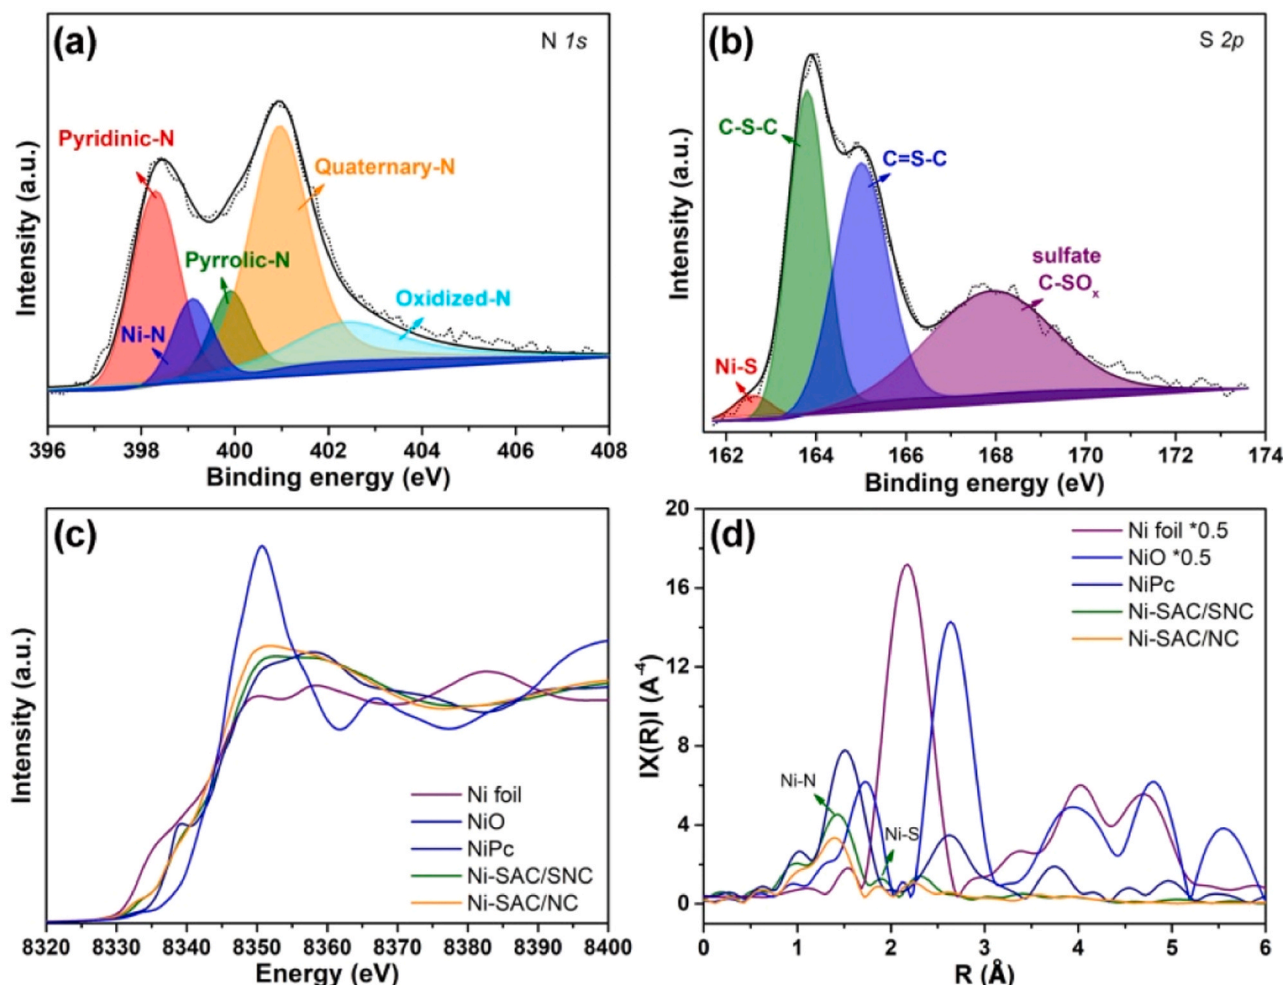 (a)
N 1s
Pyridinic-N
Quaternary-N
Pyrrolic-N
Oxidized-N
Ni-N
Intensity (a.u.)
396 398 400 402 404 406 408
Binding energy (eV)
(b)
S 2p
C-S-C
C=S-C
sulfate
C-SOx
Ni-S
Intensity (a.u.)
162 164 166 168 170 172 174
Binding energy (eV)
(c)
Ni foil
NiO
NiPc
Ni-SAC/SNC
Ni-SAC/NC
Intensity (a.u.)
8320 8330 8340 8350 8360 8370 8380 8390 8400
Energy (eV)
(d)
Ni foil *0.5
NiO *0.5
NiPc
Ni-SAC/SNC
Ni-SAC/NC
Ni-N
Ni-S
IX(R)I (A-4)
20
16
12
8
4
0
0 1 2 3 4 5 6
R (Å)